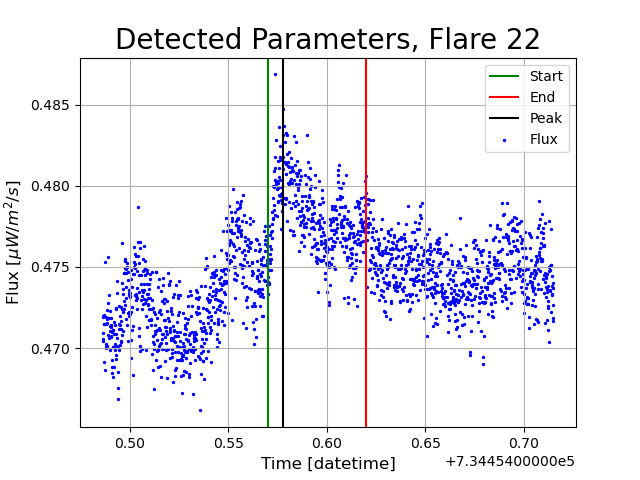 Detected Parameters, Flare 22
Start
End
Peak
Flux
0.485
0.480
0.475
0.470
Flux [μW/m²/s]
0.50 0.55 0.60 0.65 0.70
+7.3445400000e5
Time [datetime]